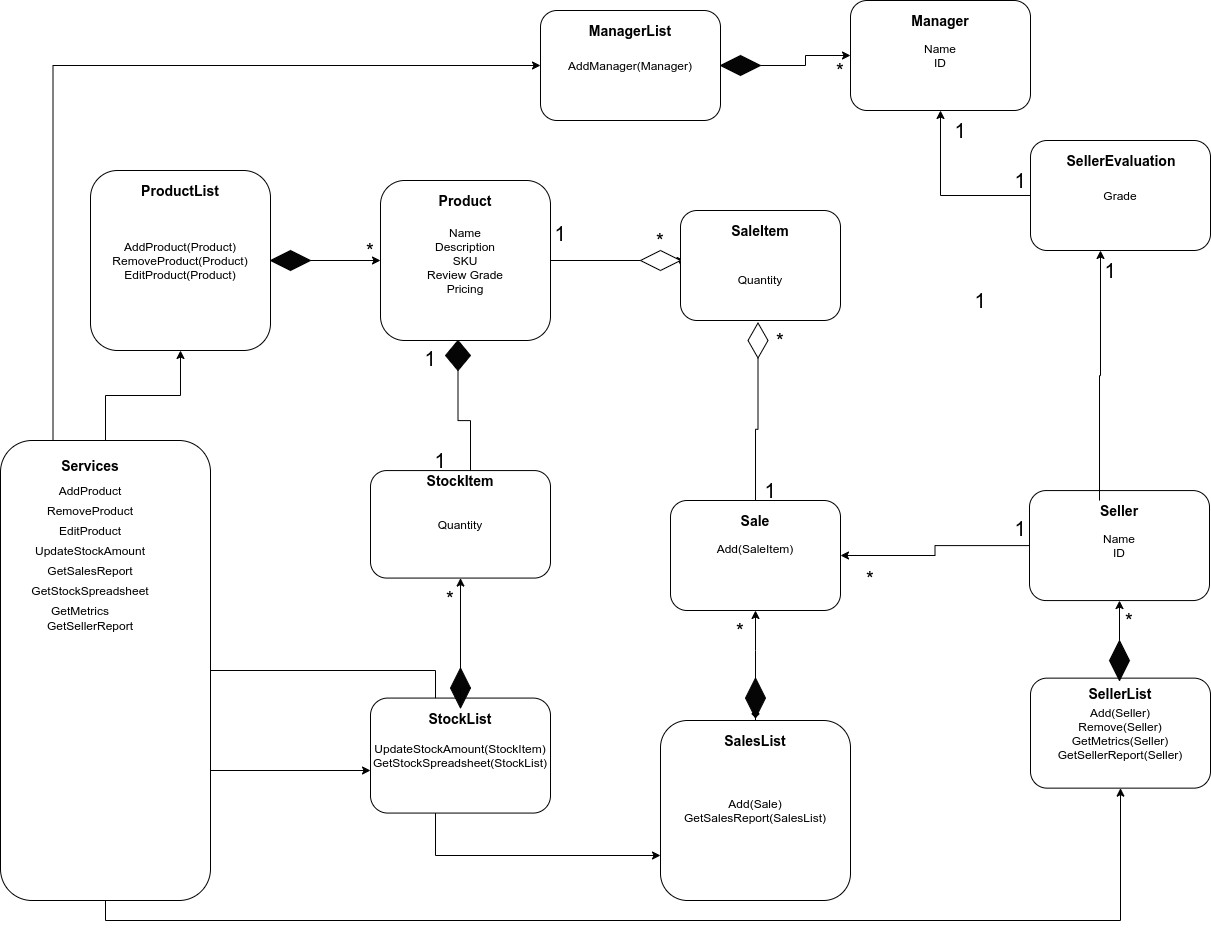 ManagerList
AddManager(Manager)
*
Manager
Name
ID
1
1
SellerEvaluation
Grade
1
1
ProductList
AddProduct(Product)
RemoveProduct(Product)
EditProduct(Product)
*
Product
Name
Description
SKU
Review Grade
Pricing
1
*
SaleItem
Quantity
*
1
1
StockItem
Quantity
*
1
Sale
Add(SaleItem)
*
*
1
Seller
Name
ID
*
Services
AddProduct
RemoveProduct
EditProduct
UpdateStockAmount
GetSalesReport
GetStockSpreadsheet
GetMetrics
GetSellerReport
StockList
UpdateStockAmount(StockItem)
GetStockSpreadsheet(StockList)
SalesList
Add(Sale)
GetSalesReport(SalesList)
SellerList
Add(Seller)
Remove(Seller)
GetMetrics(Seller)
GetSellerReport(Seller)